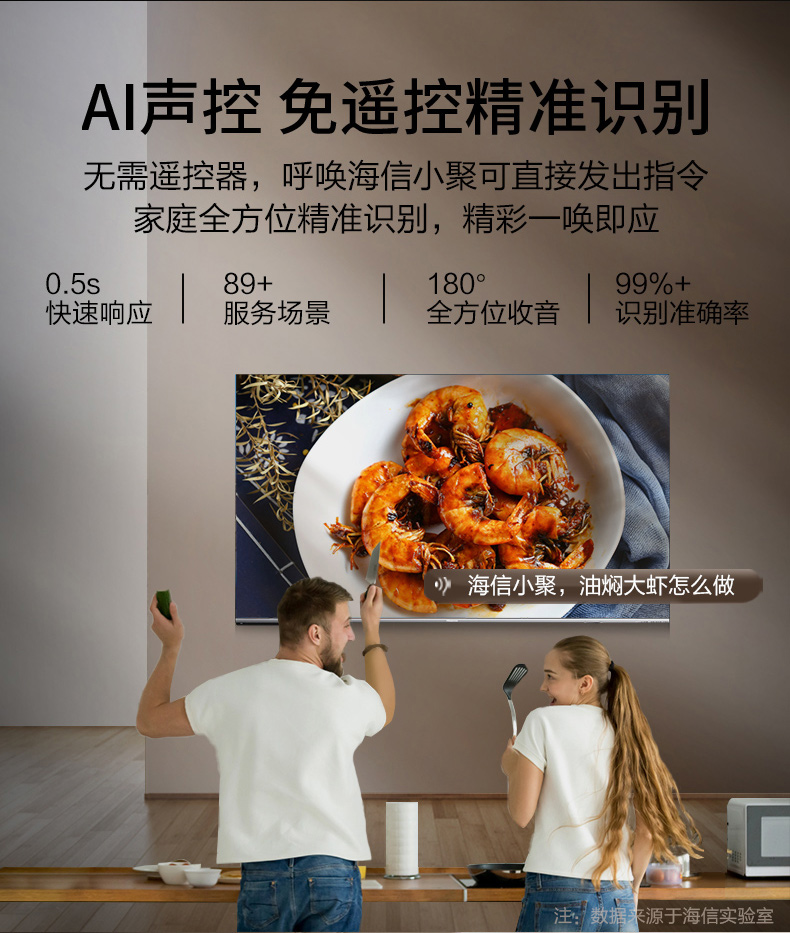 AI声控 免遥控精准识别
无需遥控器，呼唤海信小聚可直接发出指令
家庭全方位精准识别，精彩一唤即应
0.5s 89+ 180° 99%+
快速响应 服务场景 全方位收音 识别准确率
海信小聚，油焖大虾怎么做
注：数据来源于海信实验室